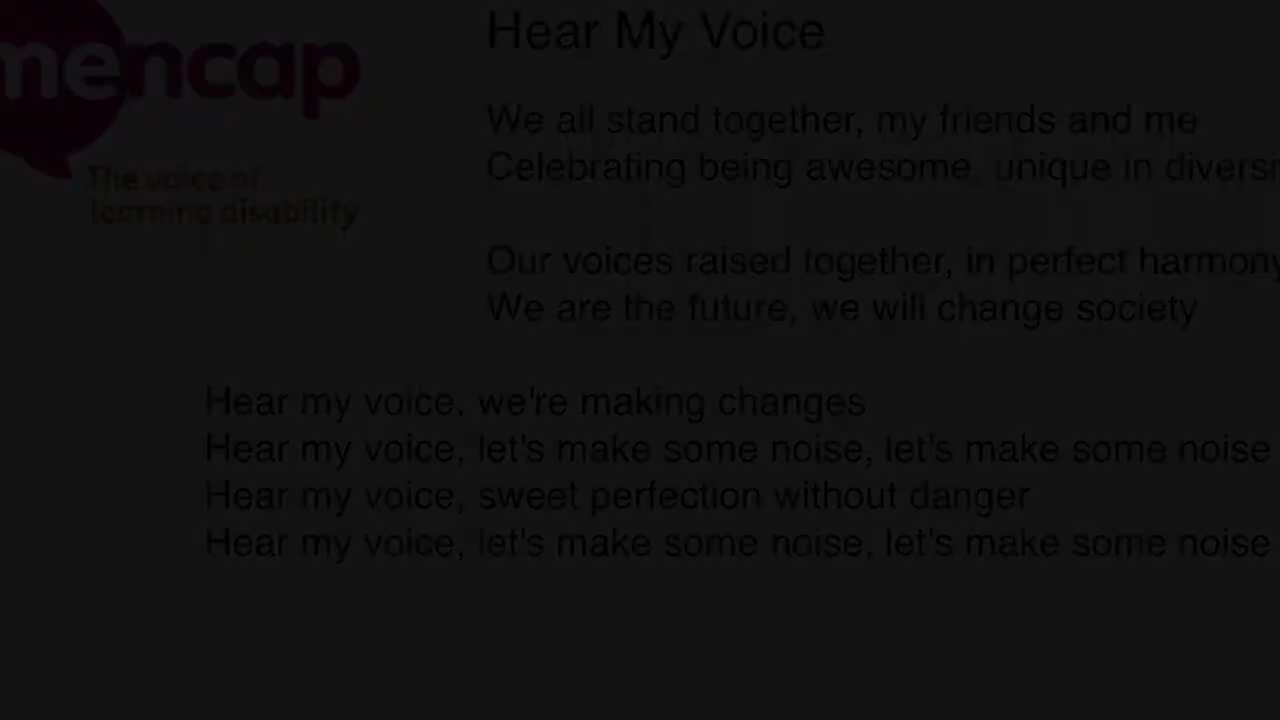 mencap
The voice of
learning disability
Hear My Voice
We all stand together, my friends and me
Celebrating being awesome, unique in diversi
Our voices raised together, in perfect harmony
We are the future, we will change society
Hear my voice, we're making changes
Hear my voice, let's make some noise, let's make some noise
Hear my voice, sweet perfection without danger
Hear my voice, let's make some noise, let's make some noise